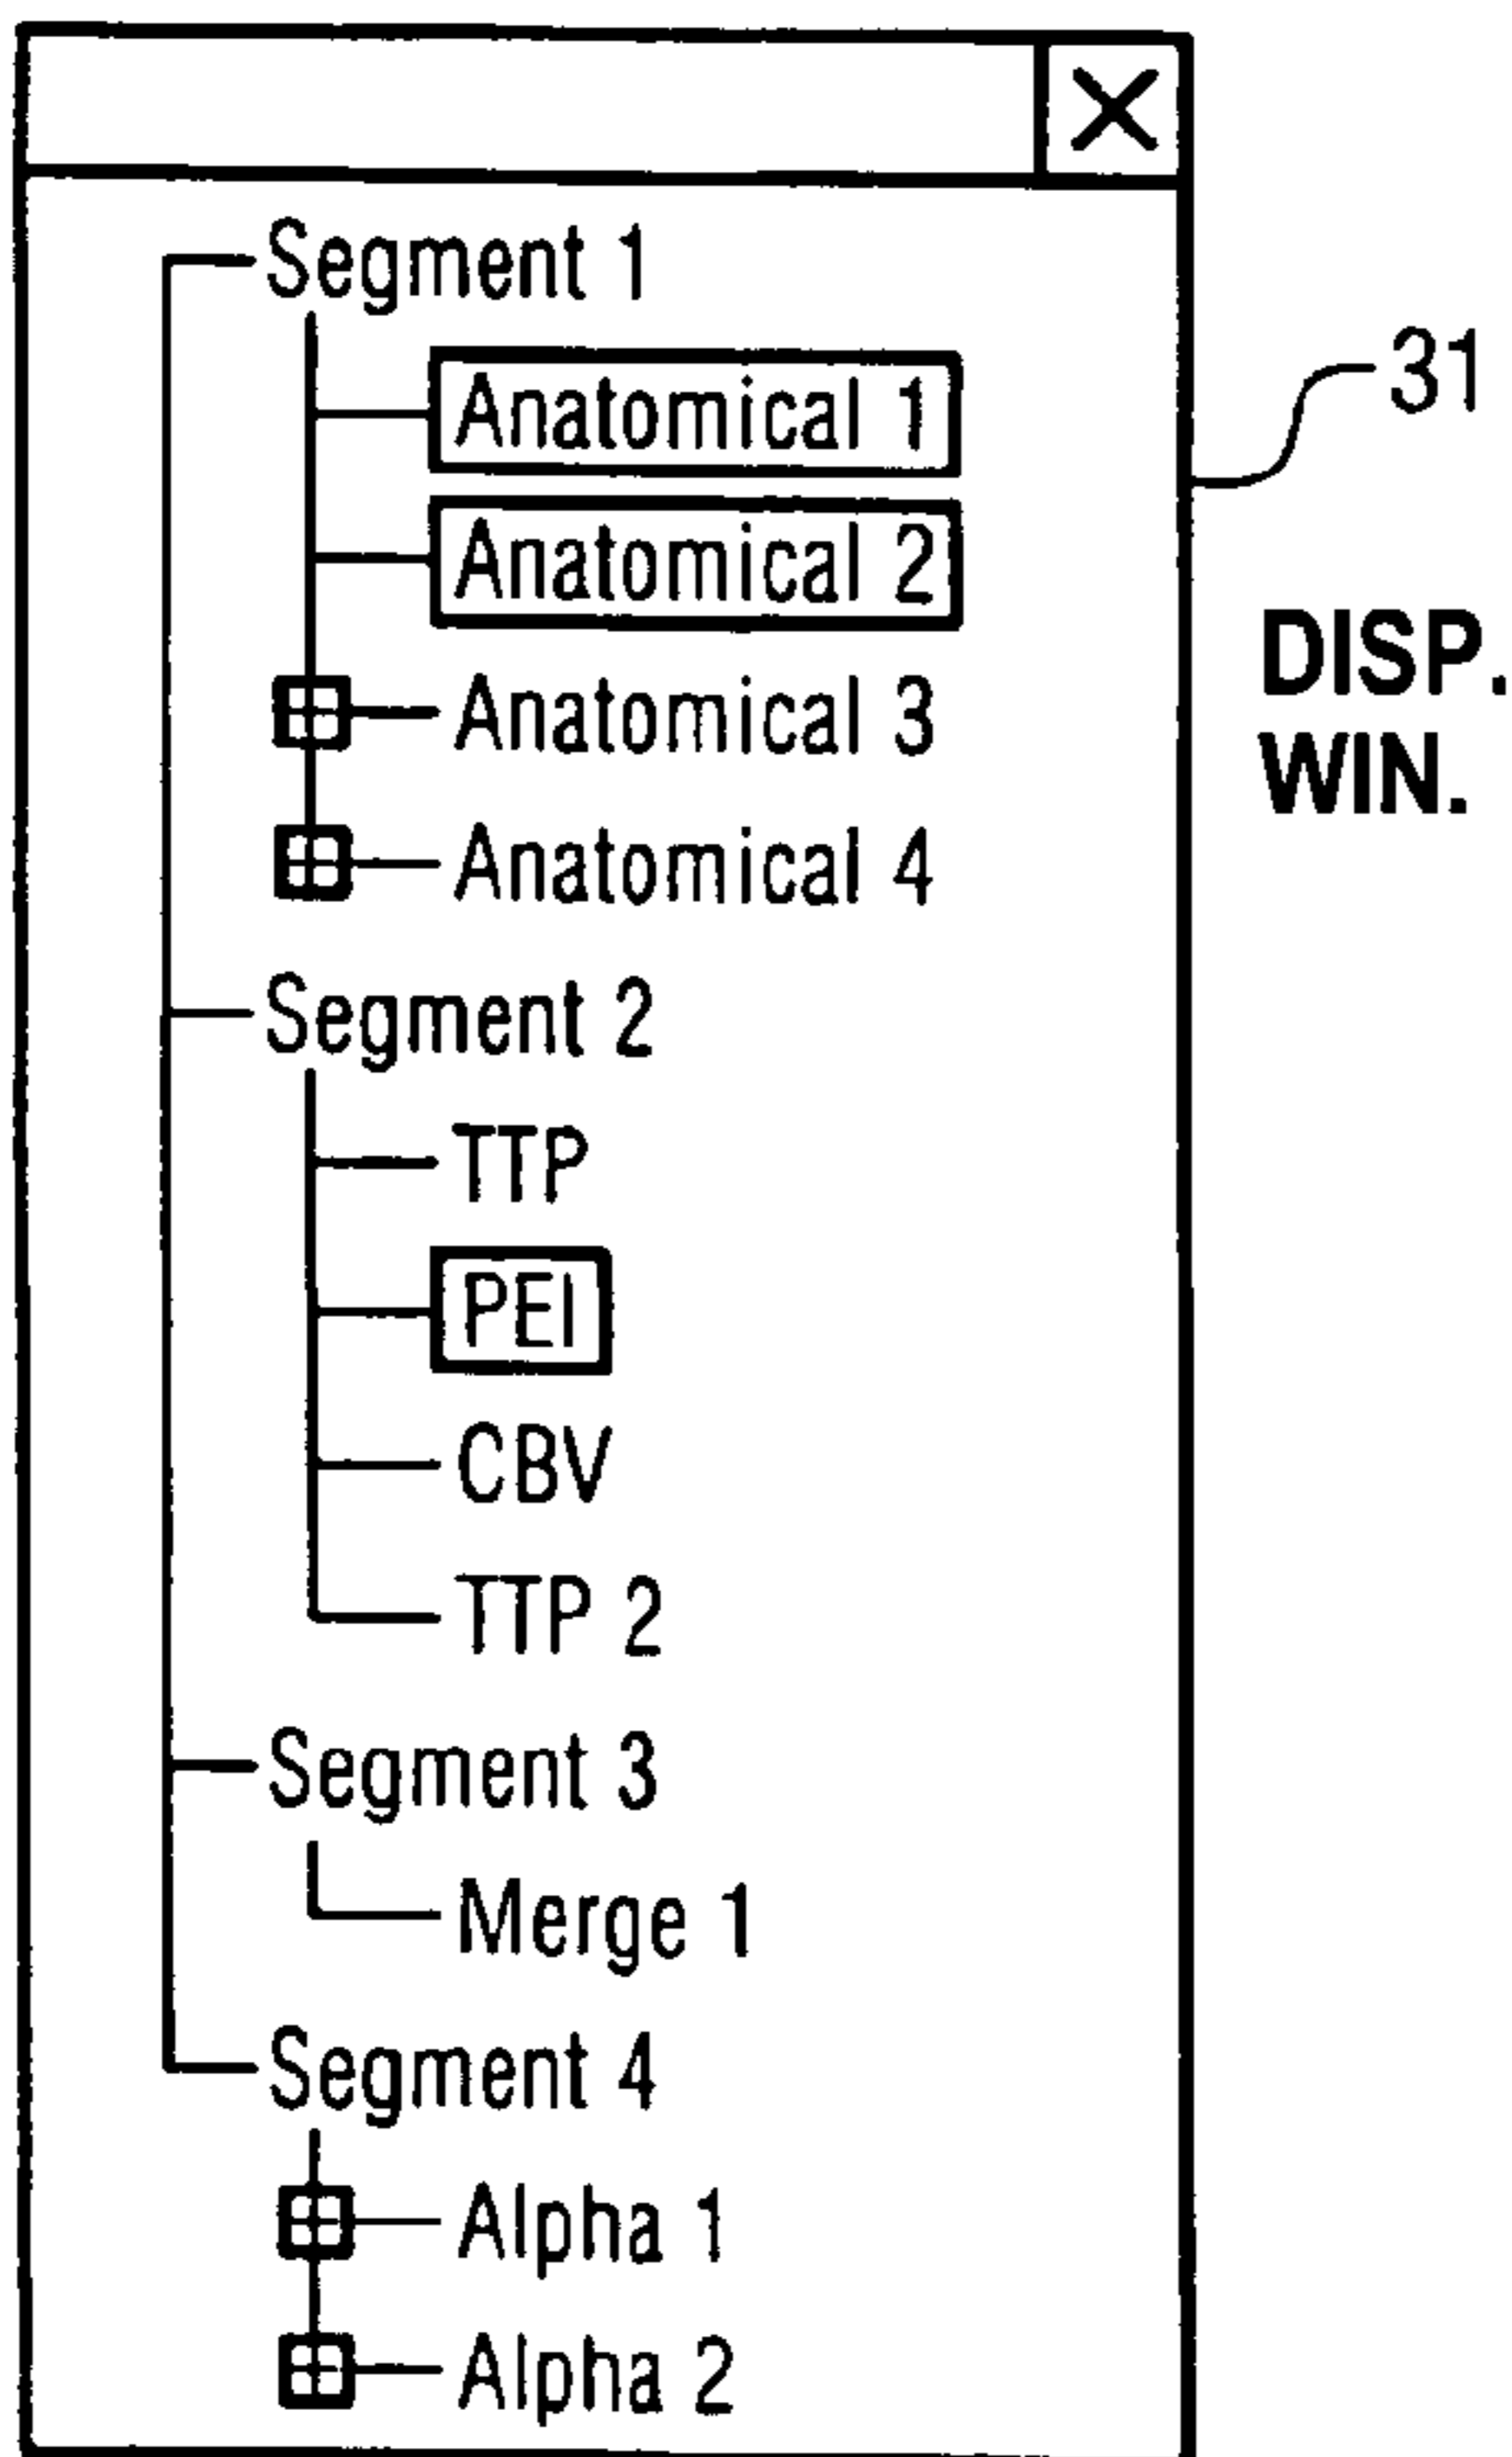 Segment 1
Anatomical 1
31
Anatomical 2
DISP.
WIN.
Anatomical 3
Anatomical 4
Segment 2
TTP
PEI
CBV
TTP 2
Segment 3
Merge 1
Segment 4
Alpha 1
Alpha 2